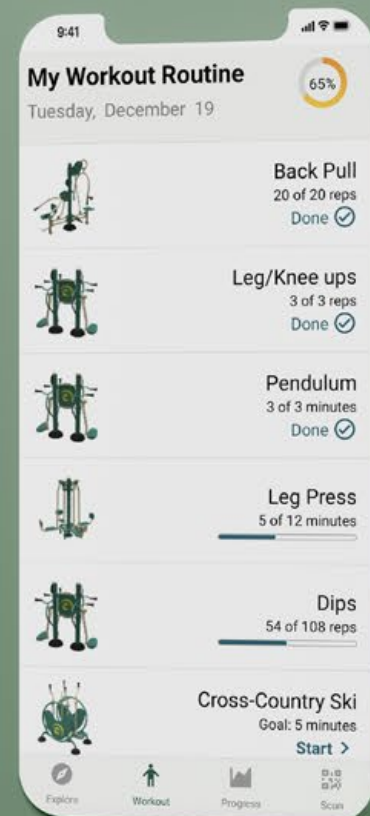 9:41
My Workout Routine
65%
Tuesday, December 19
Back Pull
20 of 20 reps
Done
Leg/Knee ups
3 of 3 reps
Done
Pendulum
3 of 3 minutes
Done
Leg Press
5 of 12 minutes
Dips
54 of 108 reps
Cross-Country Ski
Goal: 5 minutes
Start >
Explore
Workout
Progress
Scan